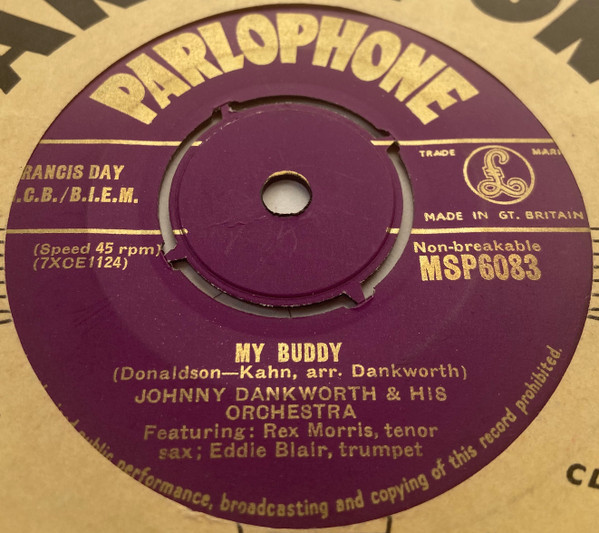 PARLOPHONE
RANCIS DAY
.C.B./B.I.E.M.
TRADE MARK
£
MADE IN GT. BRITAIN
(Speed 45 rpm)
(7XCE1124)
Non-breakable
MSP6083
MY BUDDY
(Donaldson—Kahn, arr. Dankworth)
JOHNNY DANKWORTH & HIS
ORCHESTRA
Featuring: Rex Morris, tenor
sax; Eddie Blair, trumpet
public performance, broadcasting and copying of this record prohibited.